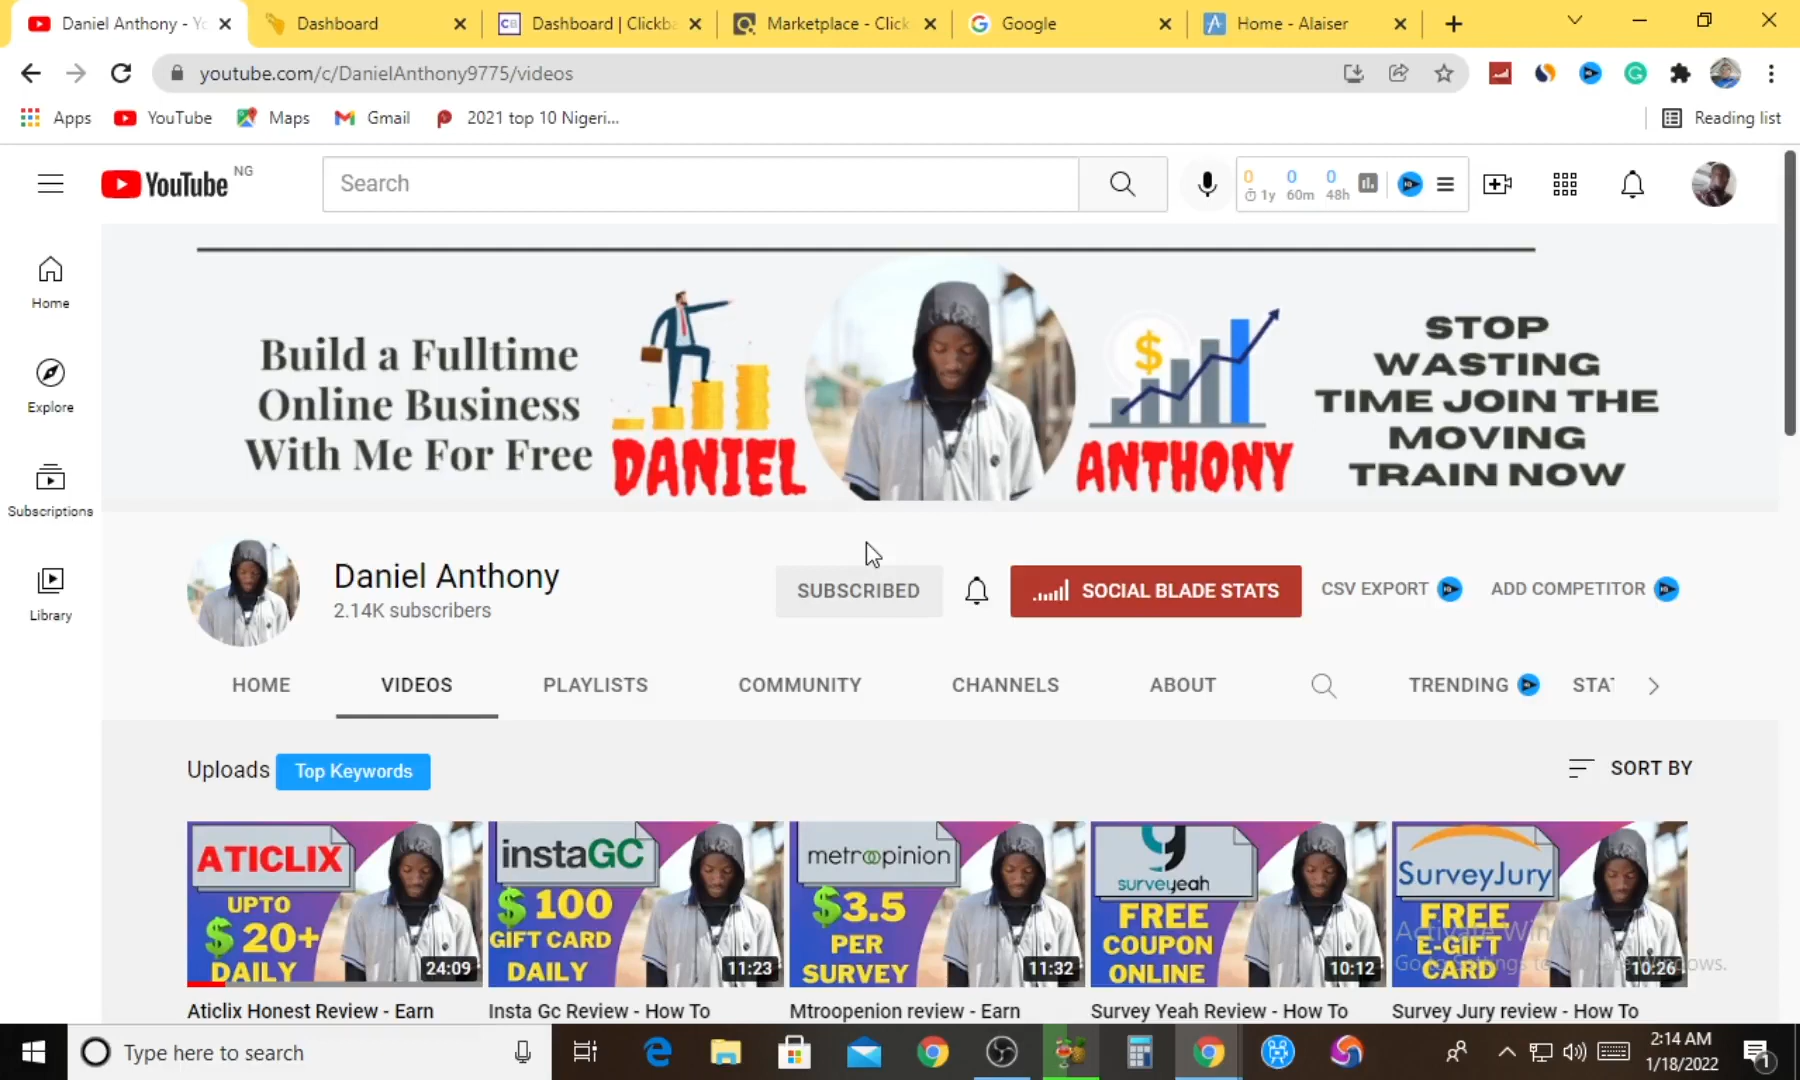 Daniel Anthony - Yo
Dashboard
CB Dashboard | Clickba
Marketplace - Click
Google
Home - Alaiser
youtube.com/c/DanielAnthony9775/videos
Apps
YouTube
Maps
Gmail
2021 top 10 Nigeri...
Reading list
YouTube NG
Search
0 0 0
1y 60m 48h
Home
Explore
Subscriptions
Library
Build a Fulltime
Online Business
With Me For Free
DANIEL
ANTHONY
STOP
WASTING
TIME JOIN THE
MOVING
TRAIN NOW
Daniel Anthony
2.14K subscribers
SUBSCRIBED
SOCIAL BLADE STATS
CSV EXPORT
ADD COMPETITOR
HOME
VIDEOS
PLAYLISTS
COMMUNITY
CHANNELS
ABOUT
TRENDING
STAT
Uploads
Top Keywords
SORT BY
ATICLIX
UPTO
$ 20+
DAILY
24:09
instaGC
$ 100
GIFT CARD
DAILY
11:23
metroopinion
$3.5
PER
SURVEY
11:32
surveyeah
FREE
COUPON
ONLINE
10:12
SurveyJury
FREE
E-GIFT
CARD
10:26
Aticlix Honest Review - Earn
Insta Gc Review - How To
Mtroopenion review - Earn
Survey Yeah Review - How To
Survey Jury review - How To
Type here to search
2:14 AM
1/18/2022
1